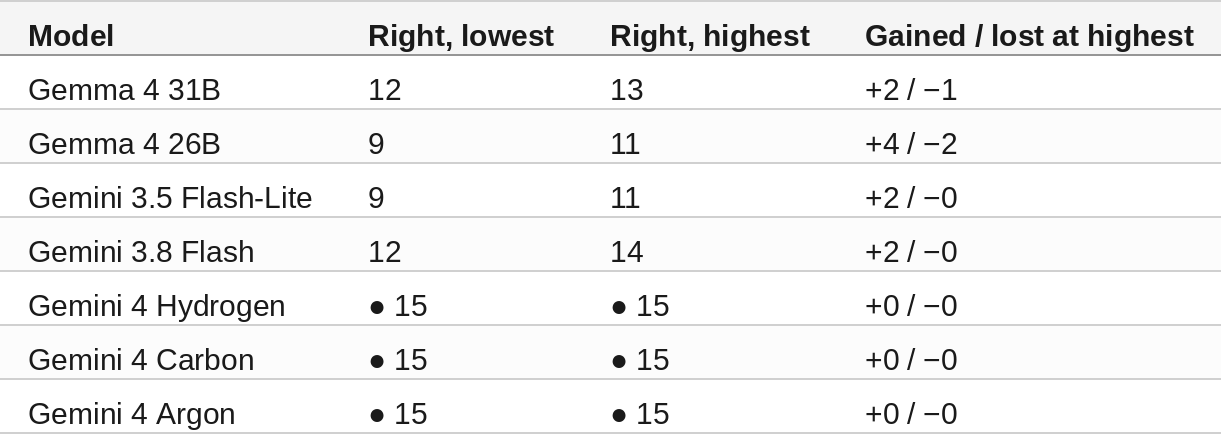 Model Right, lowest Right, highest Gained / lost at highest
Gemma 4 31B 12 13 +2 / −1
Gemma 4 26B 9 11 +4 / −2
Gemini 3.5 Flash-Lite 9 11 +2 / −0
Gemini 3.8 Flash 12 14 +2 / −0
Gemini 4 Hydrogen ● 15 ● 15 +0 / −0
Gemini 4 Carbon ● 15 ● 15 +0 / −0
Gemini 4 Argon ● 15 ● 15 +0 / −0